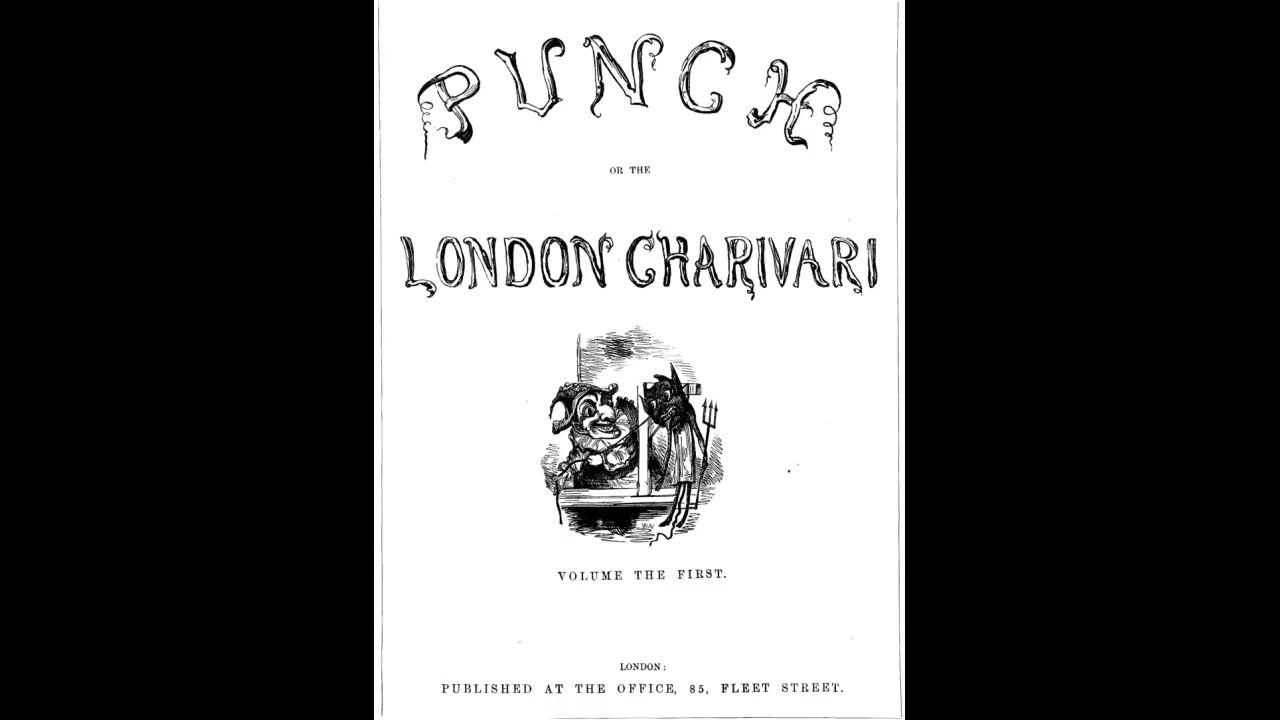 PUNCH
OR THE
LONDON CHARIVARI
VOLUME THE FIRST.
LONDON:
PUBLISHED AT THE OFFICE, 85, FLEET STREET.